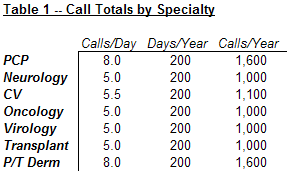 Table 1 -- Call Totals by Specialty
Calls/Day Days/Year Calls/Year
PCP 8.0 200 1,600
Neurology 5.0 200 1,000
CV 5.5 200 1,100
Oncology 5.0 200 1,000
Virology 5.0 200 1,000
Transplant 5.0 200 1,000
P/T Derm 8.0 200 1,600